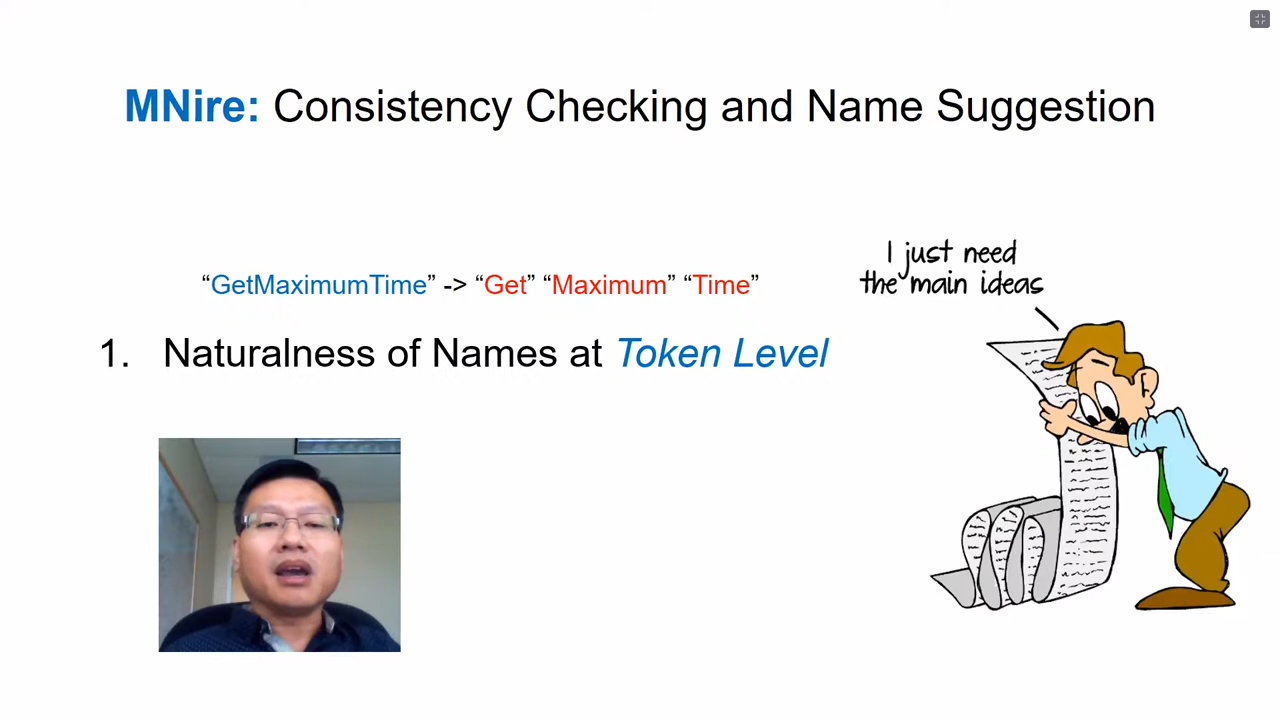 MNire: Consistency Checking and Name Suggestion
I just need
the main ideas
“GetMaximumTime” -> “Get” “Maximum” “Time”
1. Naturalness of Names at Token Level